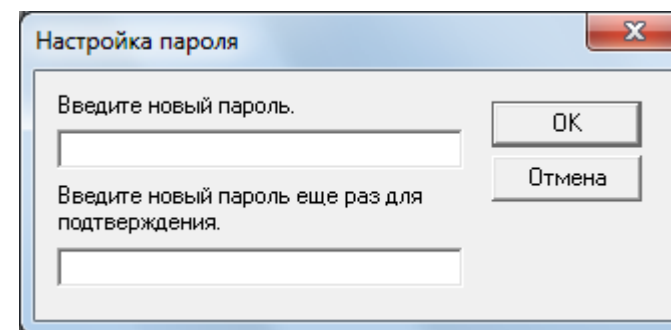 Настройка пароля
Введите новый пароль.
OK
Отмена
Введите новый пароль еще раз для
подтверждения.